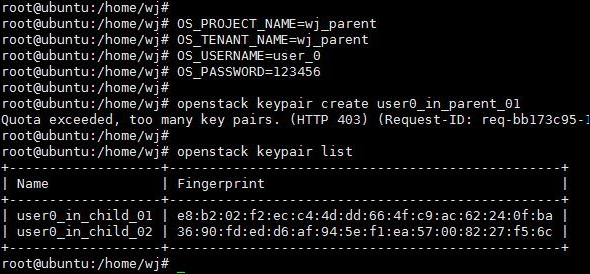 root@ubuntu:/home/wj#
root@ubuntu:/home/wj# OS_PROJECT_NAME=wj_parent
root@ubuntu:/home/wj# OS_TENANT_NAME=wj_parent
root@ubuntu:/home/wj# OS_USERNAME=user_0
root@ubuntu:/home/wj# OS_PASSWORD=123456
root@ubuntu:/home/wj#
root@ubuntu:/home/wj# openstack keypair create user0_in_parent_01
Quota exceeded, too many key pairs. (HTTP 403) (Request-ID: req-bb173c95-1
root@ubuntu:/home/wj# openstack keypair list
+-------------------+-------------------------------------------------+
| Name | Fingerprint |
+-------------------+-------------------------------------------------+
| user0_in_child_01 | e8:b2:02:f2:ec:c4:4d:dd:66:4f:c9:ac:62:24:0f:ba |
| user0_in_child_02 | 36:90:fd:ed:d6:af:94:5e:f1:ea:57:00:82:27:f5:6c |
+-------------------+-------------------------------------------------+
root@ubuntu:/home/wj#